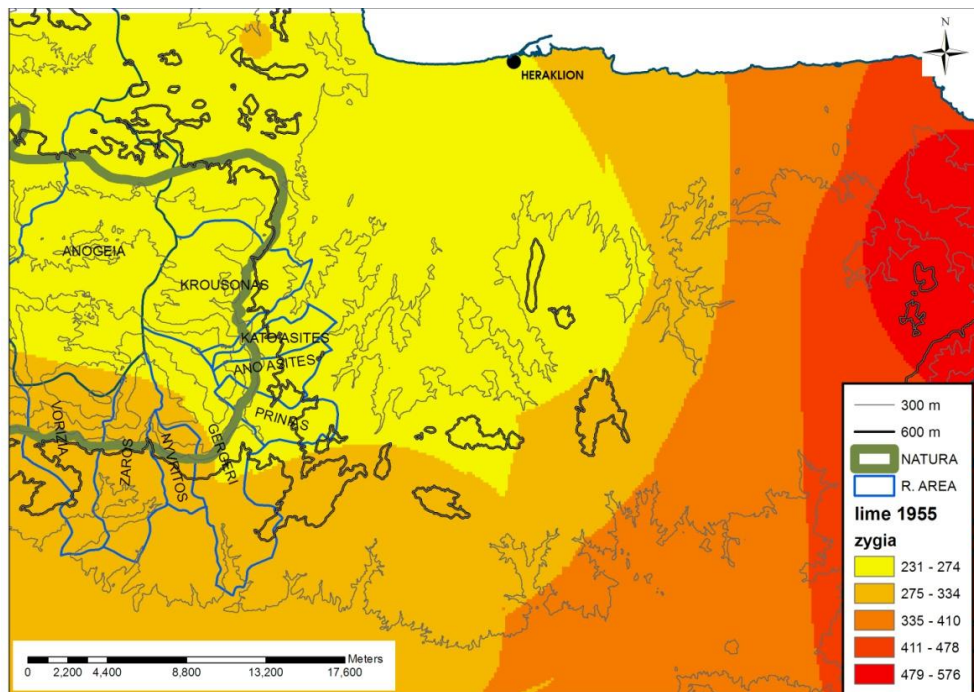 N
HERAKLION
ANOGEIA
KROUSONAS
KATO ASITES
ANO ASITES
PRINIAS
GERGERI
NYVRITOS
ZAROS
VORIZIA
300 m
600 m
NATURA
R. AREA
lime 1955
zygia
231 - 274
275 - 334
335 - 410
411 - 478
479 - 576
Meters
0 2,200 4,400 8,800 13,200 17,600